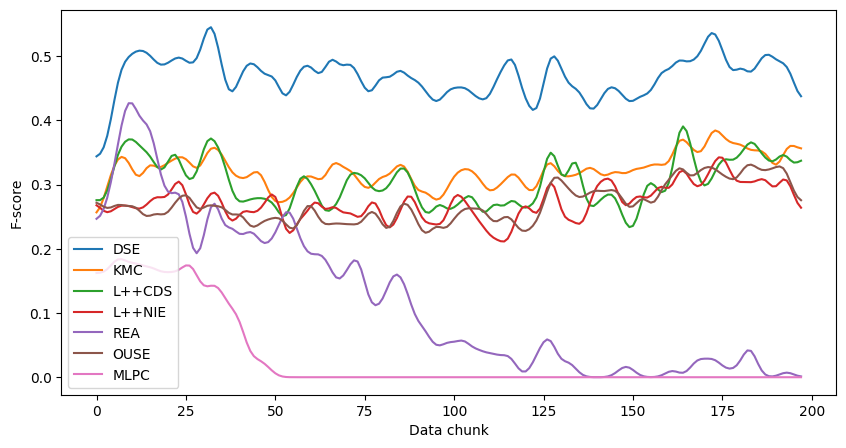 F-score
0.5
0.4
0.3
0.2
0.1
0.0
DSE
KMC
L++CDS
L++NIE
REA
OUSE
MLPC
0 25 50 75 100 125 150 175 200
Data chunk